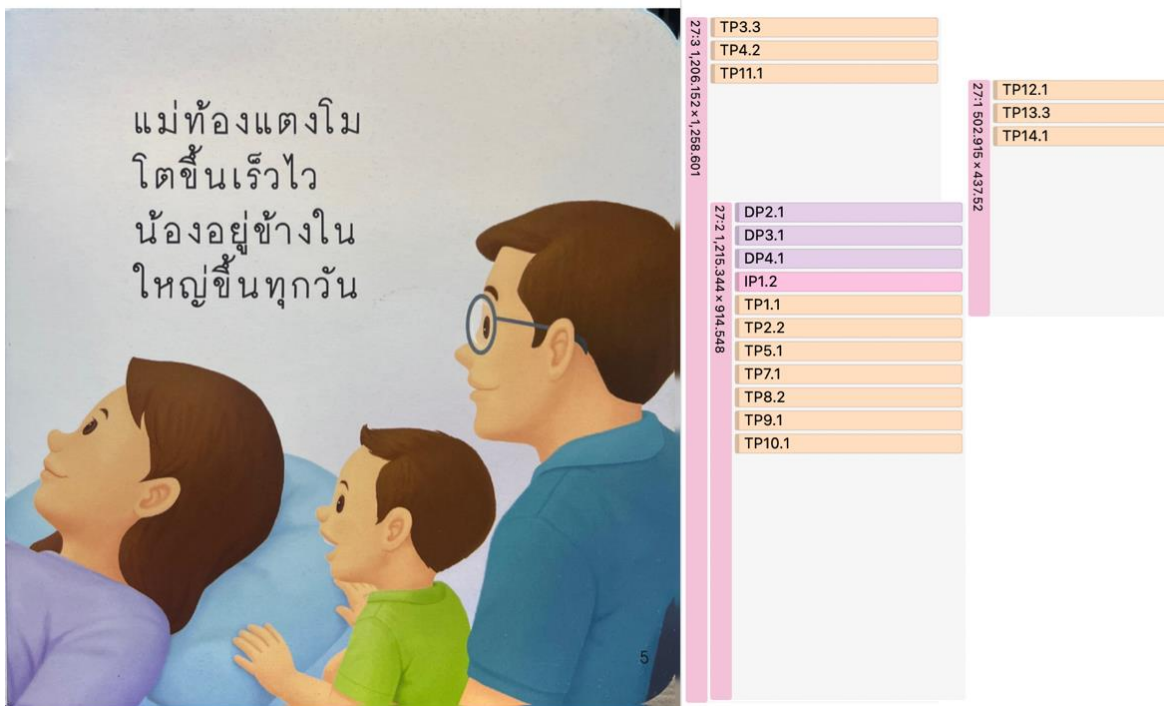 แม่ท้องแตงโม
โตขึ้นเร็วไว
น้องอยู่ข้างใน
ใหญ่ขึ้นทุกวัน
5
27:3 1,206.152 × 1,258.601
TP3.3
TP4.2
TP11.1
27:2 1,215.344 × 914.548
DP2.1
DP3.1
DP4.1
IP1.2
TP1.1
TP2.2
TP5.1
TP7.1
TP8.2
TP9.1
TP10.1
27:1 502.915 × 437.52
TP12.1
TP13.3
TP14.1